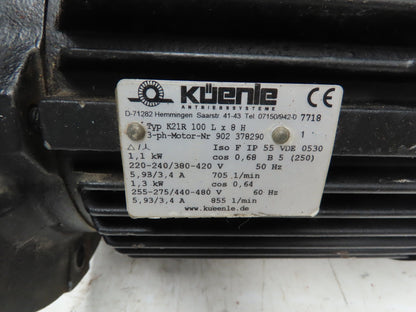 Küenle CE
ANTRIEBSSYSTEME
D-71282 Hemmingen Saarstr. 41-43 Tel 07150/942-0 7718
Typ K21R 100 L x 8 H
3-ph-Motor-Nr 902 378290 1
△/⅄ Iso F IP 55 VDE 0530
1,1 kW cos 0,68 B 5 (250)
220-240/380-420 V 50 Hz
5,93/3,4 A 705 1/min
1,3 kW cos 0,64
255-275/440-480 V 60 Hz
5,93/3,4 A 855 1/min
www.kueenle.de